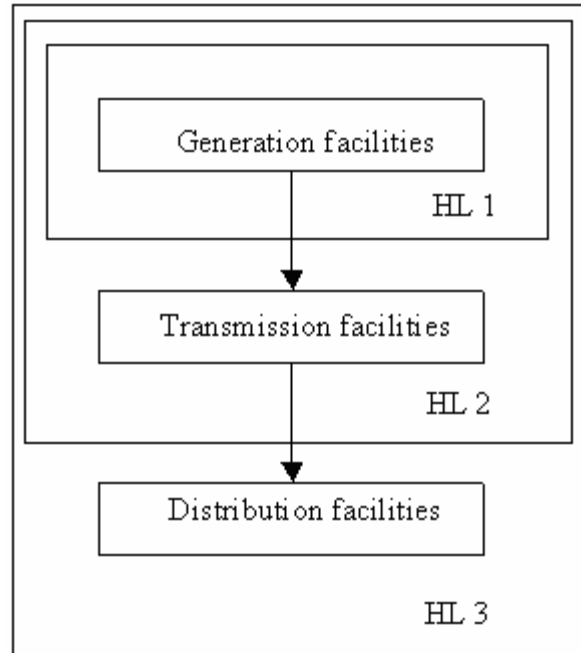 Generation facilities
HL 1
Transmission facilities
HL 2
Distribution facilities
HL 3